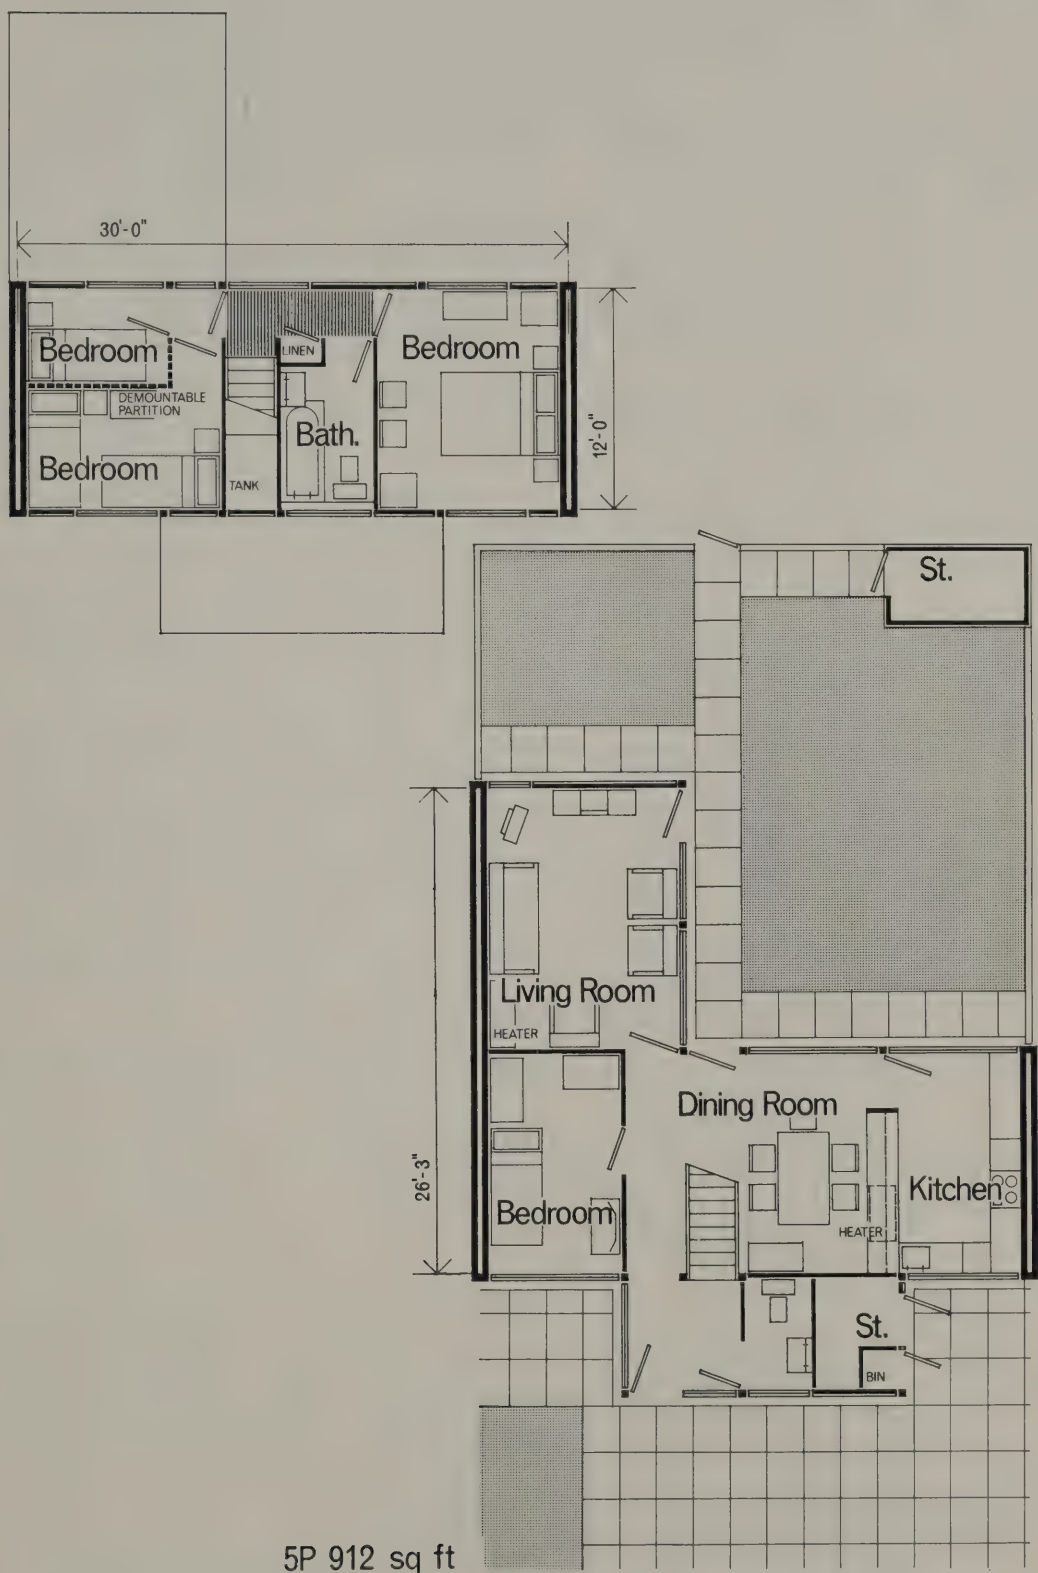 30'-0"
Bedroom
LINEN
Bedroom
DEMOUNTABLE
PARTITION
Bath.
12'-0"
Bedroom
TANK
St.
Living Room
HEATER
Dining Room
26'-3"
Kitchen
Bedroom
HEATER
St.
BIN
5P 912 sq ft